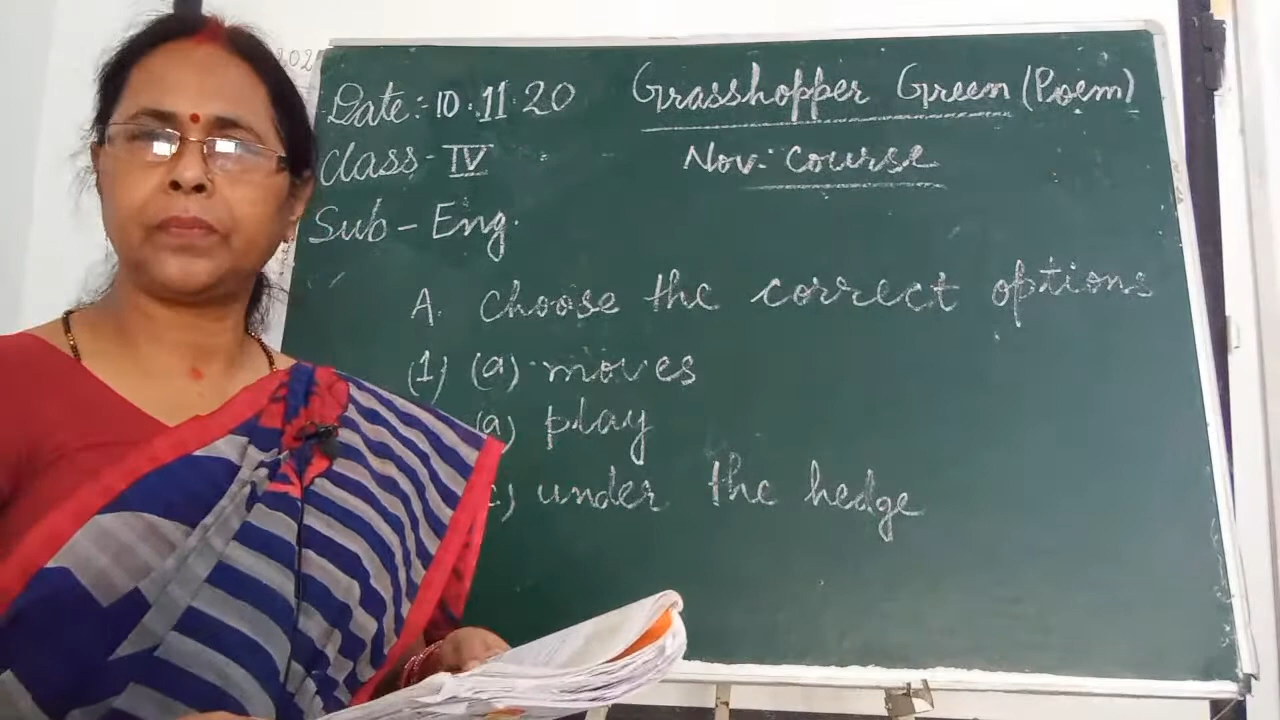 Date:- 10.11.20
Grasshopper Green (Poem)
Class - IV
Nov. Course
Sub - Eng.
A. Choose the correct options
(1) (a) moves
(a) play
c) under the hedge